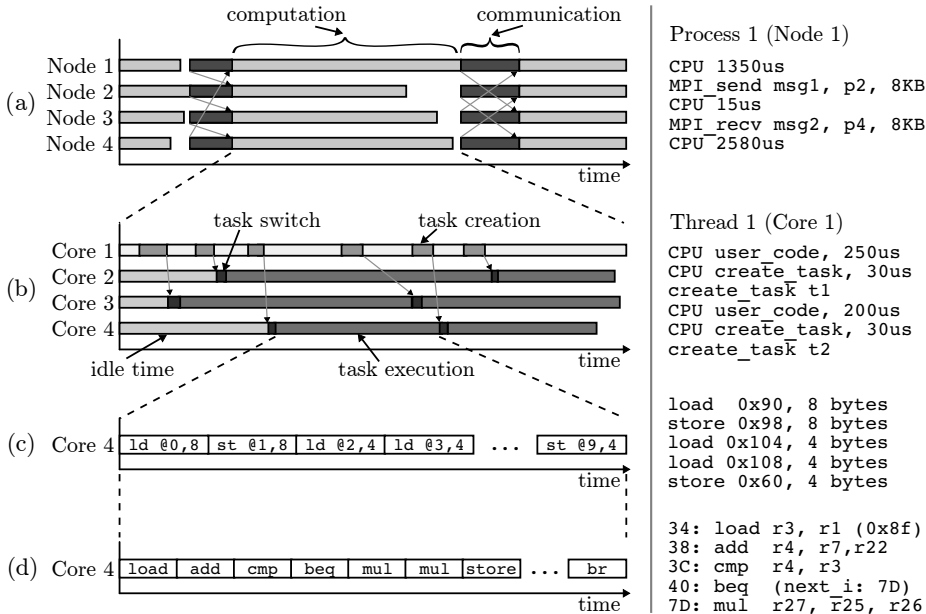 computation
communication
Node 1
Node 2
(a)
Node 3
Node 4
time
Process 1 (Node 1)
CPU 1350us
MPI_send msg1, p2, 8KB
CPU 15us
MPI_recv msg2, p4, 8KB
CPU 2580us
task switch
task creation
Core 1
Core 2
(b)
Core 3
Core 4
idle time
task execution
time
Thread 1 (Core 1)
CPU user_code, 250us
CPU create_task, 30us
create_task t1
CPU user_code, 200us
CPU create_task, 30us
create_task t2
(c) Core 4 ld @0,8 st @1,8 ld @2,4 ld @3,4 ... st @9,4
time
load 0x90, 8 bytes
store 0x98, 8 bytes
load 0x104, 4 bytes
load 0x108, 4 bytes
store 0x60, 4 bytes
(d) Core 4 load add cmp beq mul mul store ... br
time
34: load r3, r1 (0x8f)
38: add r4, r7,r22
3C: cmp r4, r3
40: beq (next_i: 7D)
7D: mul r27, r25, r26